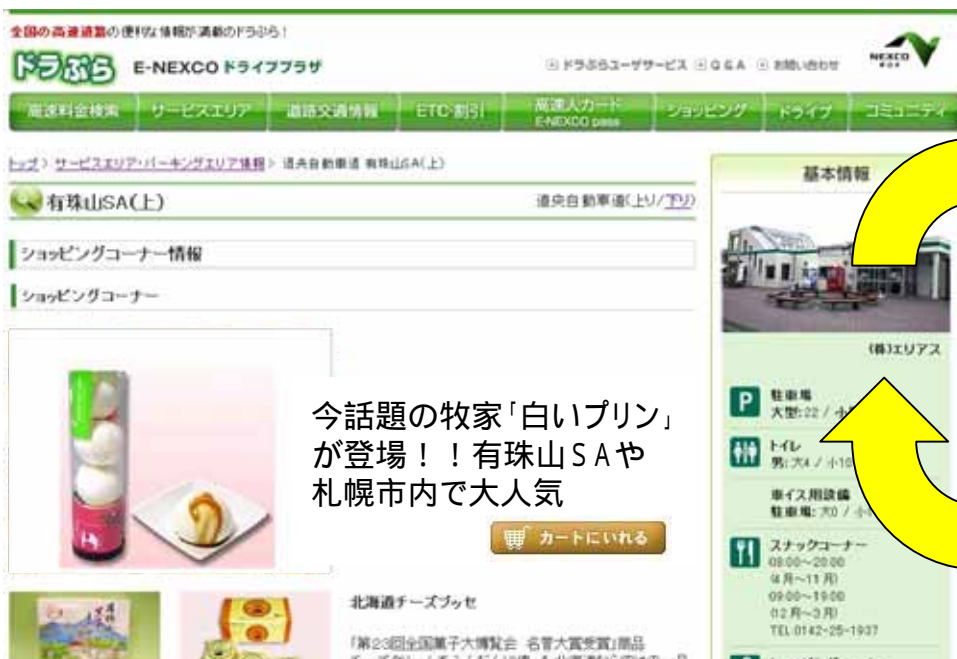 全国の高速道路の便利な情報が満載のドラぷら!
ドラぷら E-NEXCO ドライブプラザ
ドラぷらユーザサービス Q&A お問い合わせ
NEXCO
高速料金検索 サービスエリア 道路交通情報 ETC・割引 高速人カード E-NEXCO pass ショッピング ドライブ コミュニティ
トップ> サービスエリア・パーキングエリア情報> 道央自動車道 有珠山SA(上)
有珠山SA(上) 道央自動車道(上り/下り)
ショッピングコーナー情報
ショッピングコーナー
今話題の牧家「白いプリン」
が登場！！有珠山SAや
札幌市内で大人気
カートにいれる
北海道チーズブッセ
「第23回全国菓子大博覧会 名誉大賞受賞」商品
基本情報
(株)エリアス
P 駐車場
大型:22 / 小
トイレ
男:大4 / 小10
車イス用設備
駐車場:大0 / 小
スナックコーナー
08:00～20:00
(4月～11月)
09:00～19:00
(12月～3月)
TEL:0142-25-1937